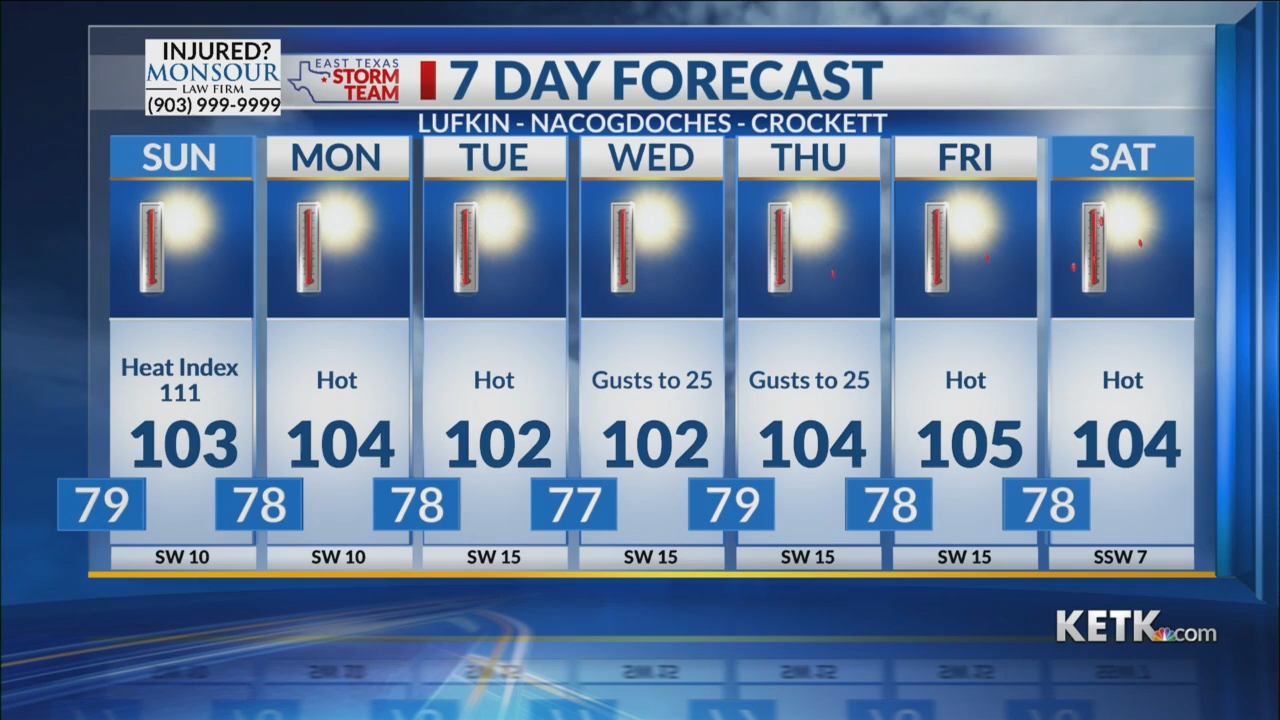 INJURED?
MONSOUR
LAW FIRM
(903) 999-9999
EAST TEXAS
STORM
TEAM
7 DAY FORECAST
LUFKIN - NACOGDOCHES - CROCKETT
SUN MON TUE WED THU FRI SAT
Heat Index
111
Hot Hot Gusts to 25 Gusts to 25 Hot Hot
103 104 102 102 104 105 104
79 78 78 77 79 78 78
SW 10 SW 10 SW 15 SW 15 SW 15 SW 15 SSW 7
KETK.com